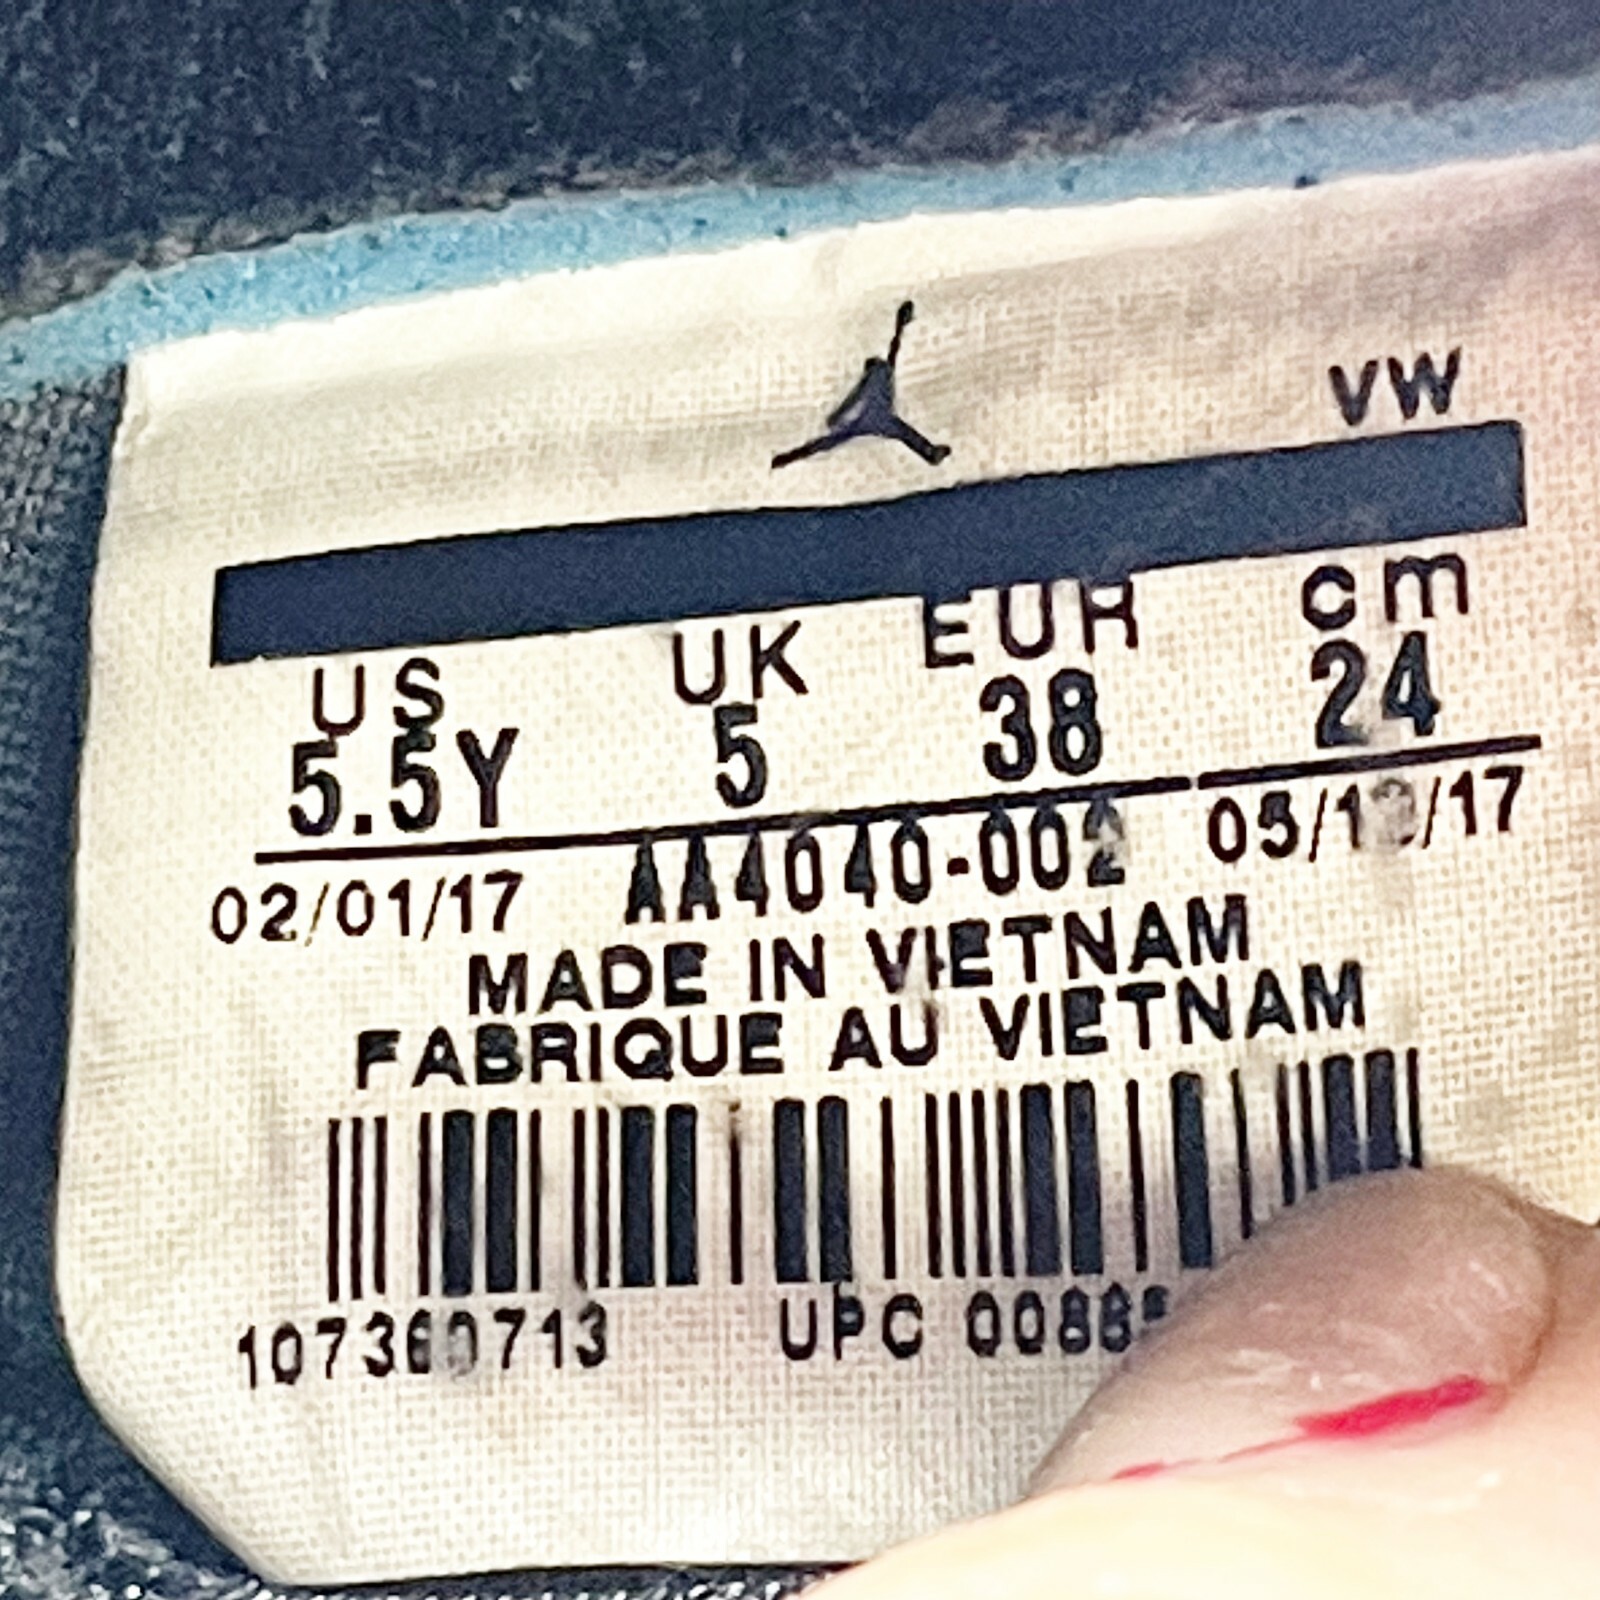 VW
US UK EUR cm
5.5Y 5 38 24
02/01/17 AA4040-002
MADE IN VIETNAM
FABRIQUE AU VIETNAM
UPC